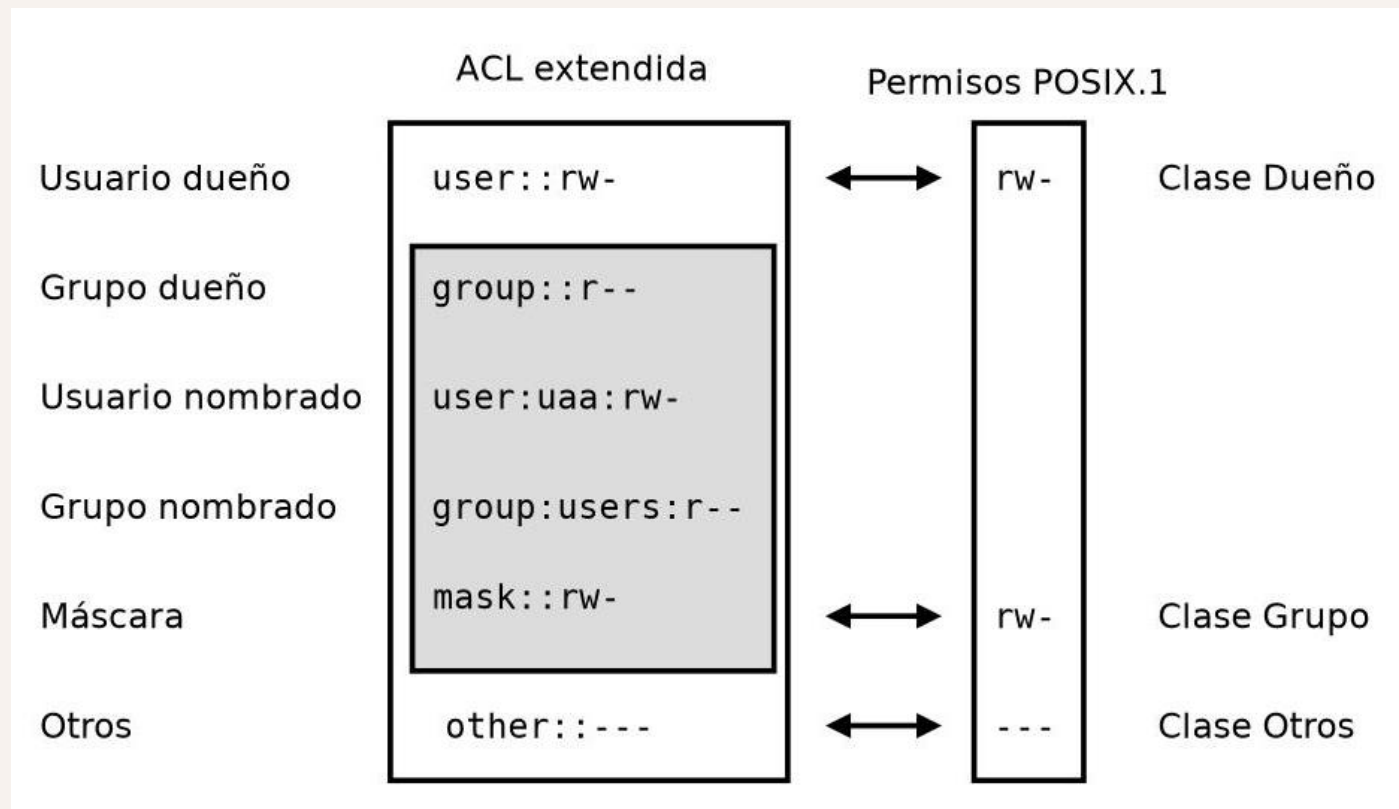 ACL extendida
Permisos POSIX.1
Usuario dueño user::rw- rw- Clase Dueño
Grupo dueño group::r--
Usuario nombrado user:uaa:rw-
Grupo nombrado group:users:r--
Máscara mask::rw- rw- Clase Grupo
Otros other::--- --- Clase Otros